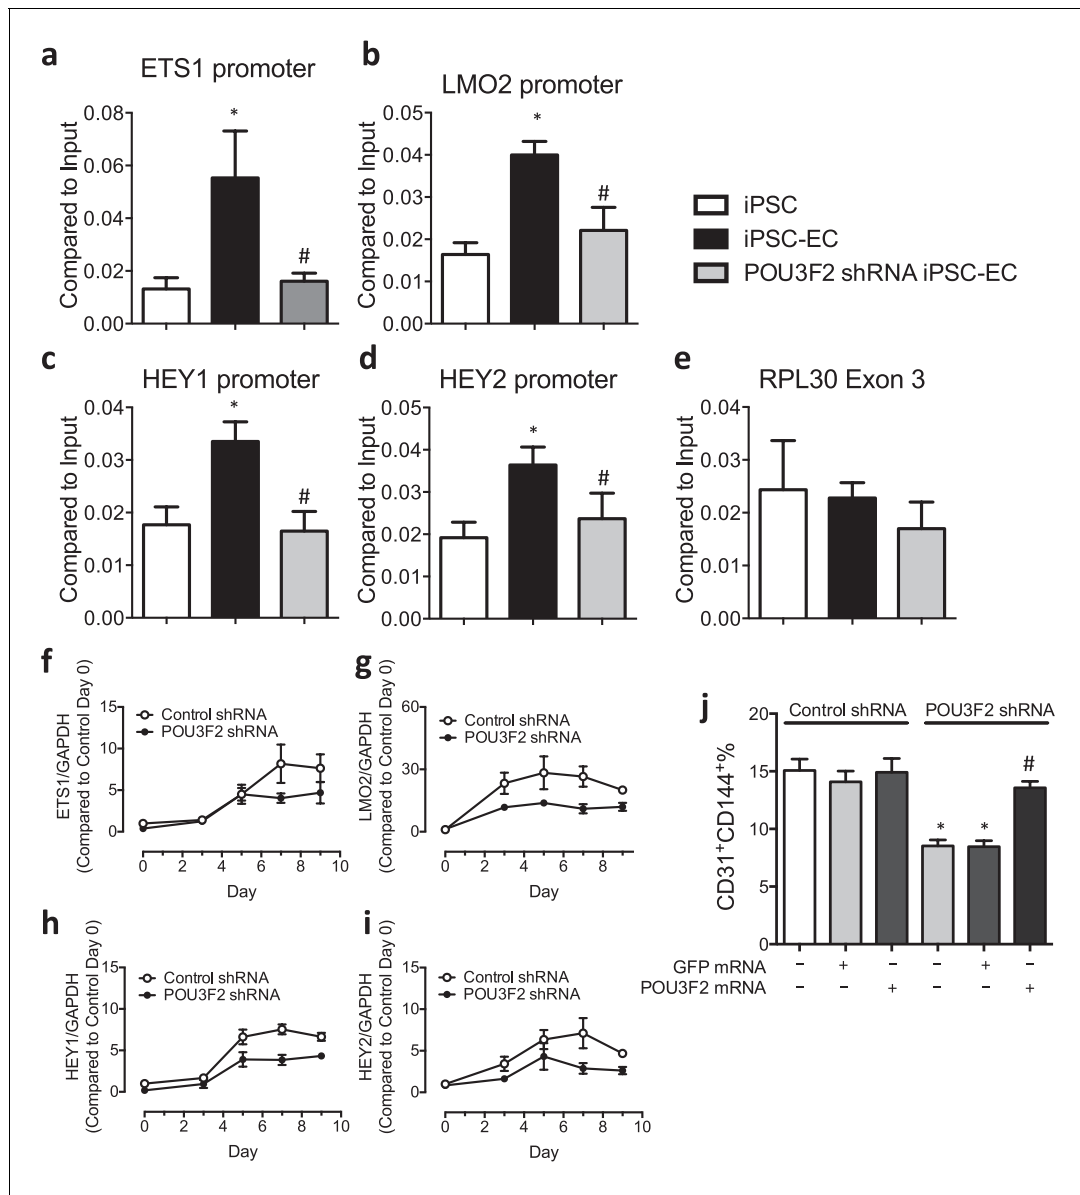 a
ETS1 promoter
Compared to Input
0.08
0.06
0.04
0.02
0.00
*
#
b
LMO2 promoter
Compared to Input
0.05
0.04
0.03
0.02
0.01
0.00
*
#
iPSC
iPSC-EC
POU3F2 shRNA iPSC-EC
c
HEY1 promoter
Compared to Input
0.04
0.03
0.02
0.01
0.00
*
#
d
HEY2 promoter
Compared to Input
0.05
0.04
0.03
0.02
0.01
0.00
*
#
e
RPL30 Exon 3
Compared to Input
0.04
0.03
0.02
0.01
0.00
f
ETS1/GAPDH
(Compared to Control Day 0)
15
10
5
0
Control shRNA
POU3F2 shRNA
0 2 4 6 8 10
Day
g
LMO2/GAPDH
(Compared to Control Day 0)
60
30
0
Control shRNA
POU3F2 shRNA
0 2 4 6 8 10
Day
h
HEY1/GAPDH
(Compared to Control Day 0)
15
10
5
0
Control shRNA
POU3F2 shRNA
0 2 4 6 8 10
Day
i
HEY2/GAPDH
(Compared to Control Day 0)
15
10
5
0
Control shRNA
POU3F2 shRNA
0 2 4 6 8 10
Day
j
Control shRNA POU3F2 shRNA
CD31⁺CD144⁺%
20
15
10
5
0
* * #
GFP mRNA − + − − + −
POU3F2 mRNA − − + − − +